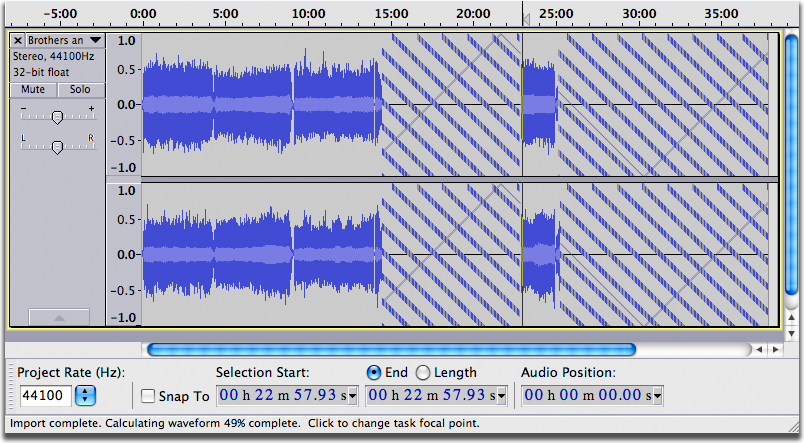 -5:00 0:00 5:00 10:00 15:00 20:00 25:00 30:00 35:00
Brothers an
Stereo, 44100Hz
32-bit float
Mute Solo
- +
L R
1.0
0.5
0.0
-0.5
-1.0
1.0
0.5
0.0
-0.5
-1.0
Project Rate (Hz): Selection Start: End Length Audio Position:
44100 Snap To 00 h 22 m 57.93 s 00 h 22 m 57.93 s 00 h 00 m 00.00 s
Import complete. Calculating waveform 49% complete. Click to change task focal point.